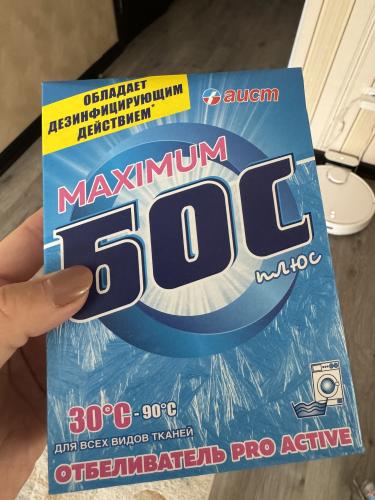 ОБЛАДАЕТ
ДЕЗИНФИЦИРУЮЩИМ
ДЕЙСТВИЕМ*
аист
MAXIMUM
БОС
плюс
30°C - 90°C
ДЛЯ ВСЕХ ВИДОВ ТКАНЕЙ
ОТБЕЛИВАТЕЛЬ PRO ACTIVE